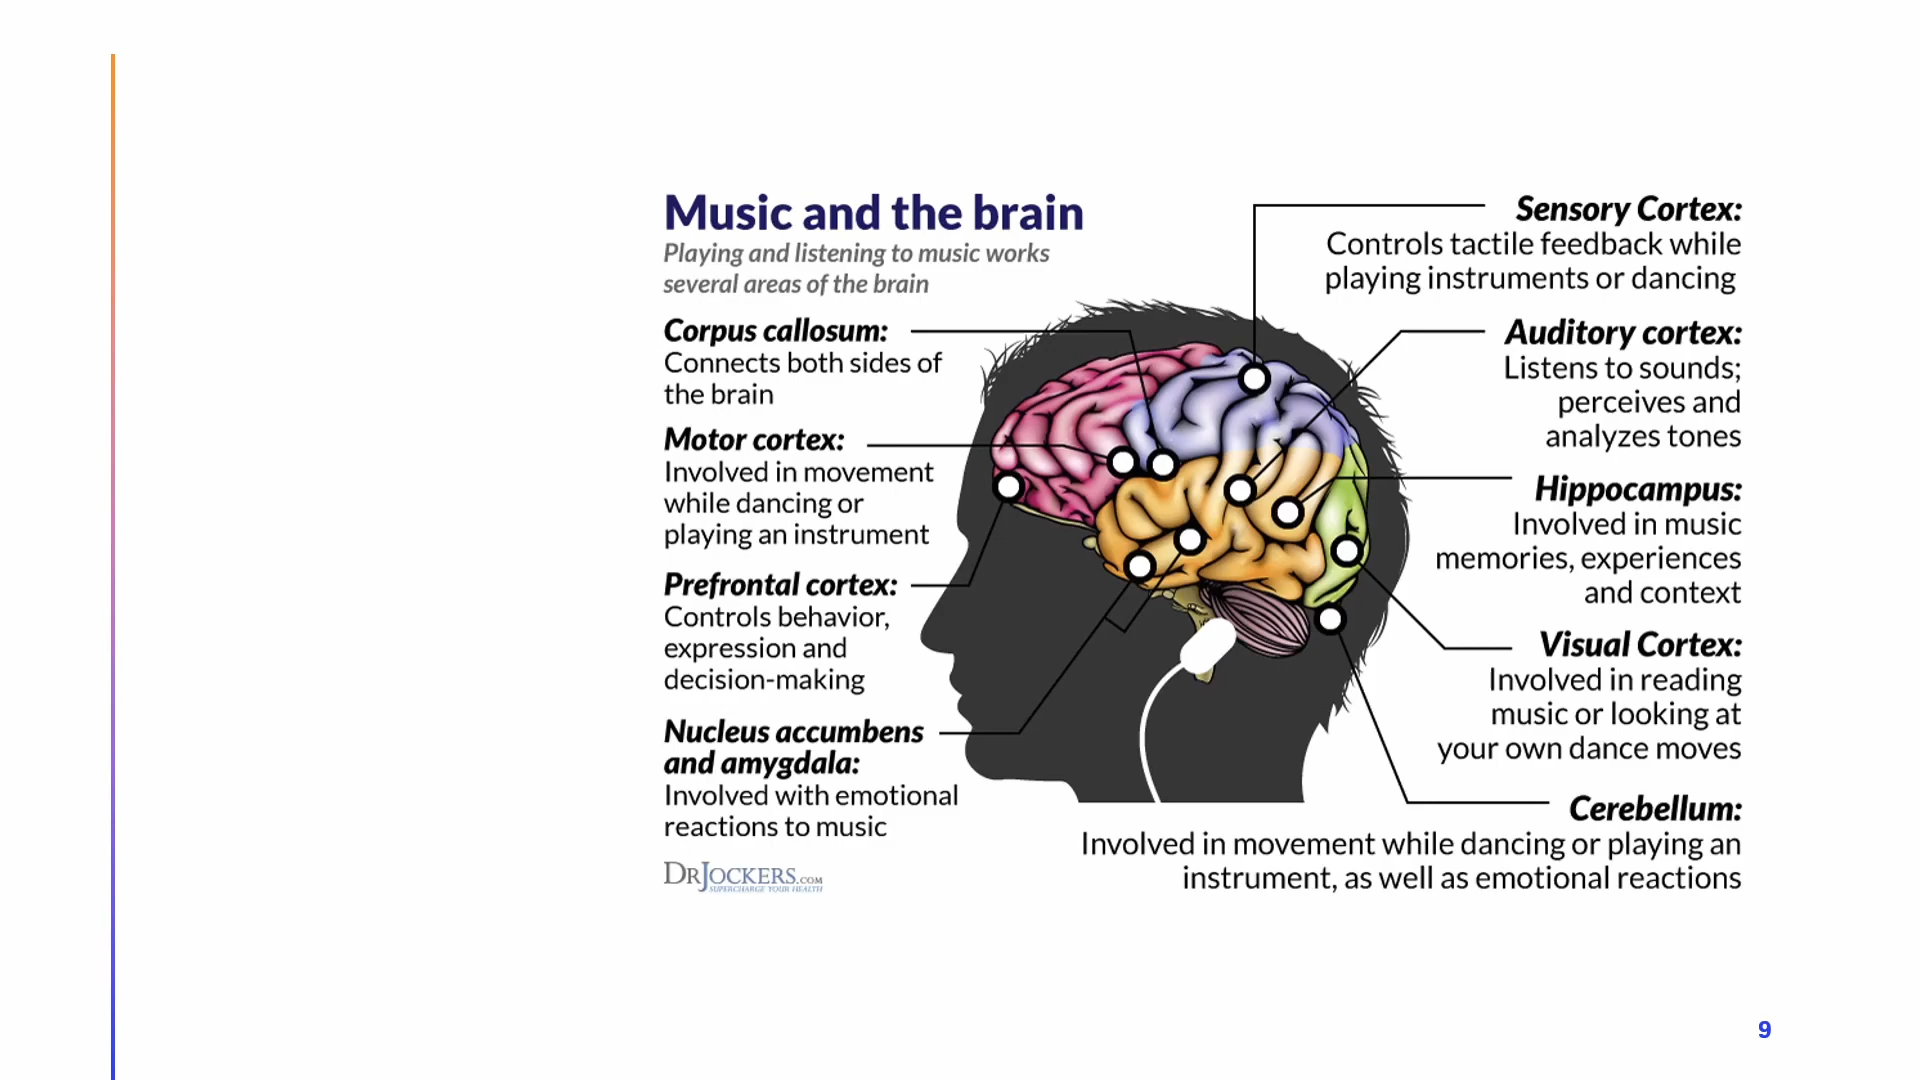 Music and the brain
Playing and listening to music works
several areas of the brain
Corpus callosum:
Connects both sides of
the brain
Motor cortex:
Involved in movement
while dancing or
playing an instrument
Prefrontal cortex:
Controls behavior,
expression and
decision-making
Nucleus accumbens
and amygdala:
Involved with emotional
reactions to music
DRJOCKERS.COM
SUPERCHARGE YOUR HEALTH
Sensory Cortex:
Controls tactile feedback while
playing instruments or dancing
Auditory cortex:
Listens to sounds;
perceives and
analyzes tones
Hippocampus:
Involved in music
memories, experiences
and context
Visual Cortex:
Involved in reading
music or looking at
your own dance moves
Cerebellum:
Involved in movement while dancing or playing an
instrument, as well as emotional reactions
9